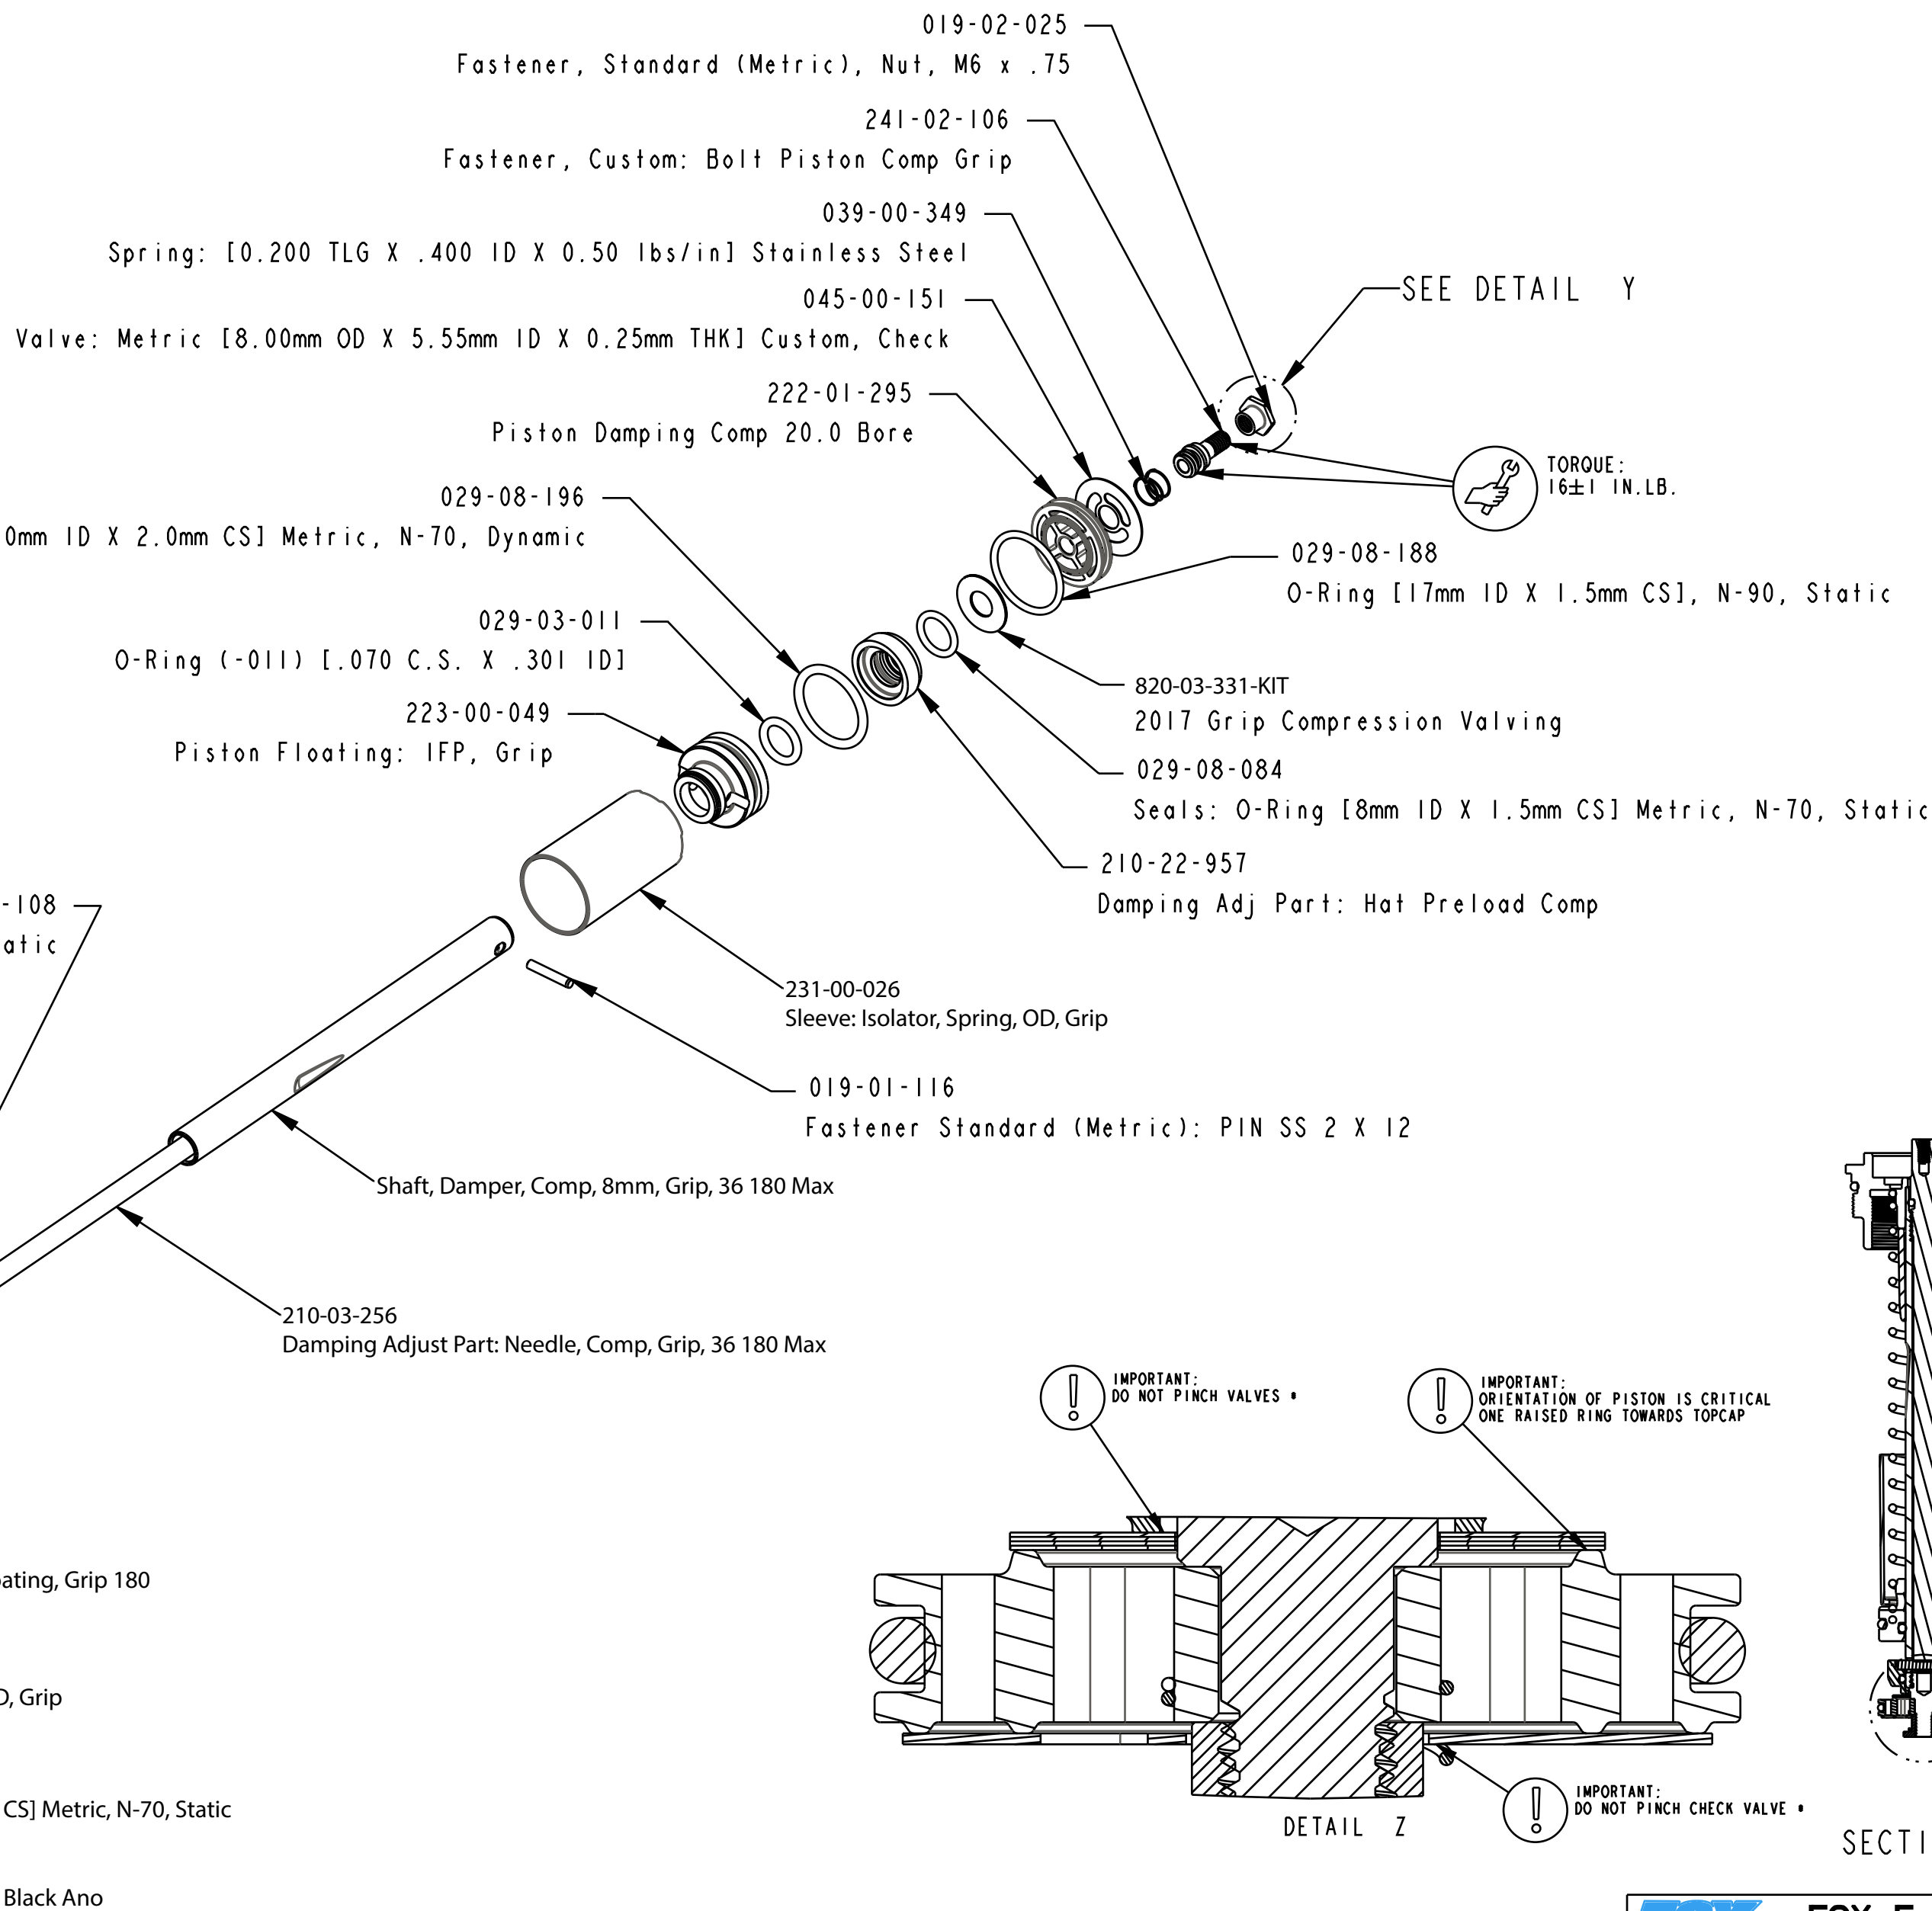 019-02-025
Fastener, Standard (Metric), Nut, M6 x .75
241-02-106
Fastener, Custom: Bolt Piston Comp Grip
039-00-349
Spring: [0.200 TLG X .400 ID X 0.50 lbs/in] Stainless Steel
045-00-151
Valve: Metric [8.00mm OD X 5.55mm ID X 0.25mm THK] Custom, Check
SEE DETAIL Y
222-01-295
Piston Damping Comp 20.0 Bore
TORQUE:
16±1 IN.LB.
029-08-196
0mm ID X 2.0mm CS] Metric, N-70, Dynamic
029-08-188
O-Ring [17mm ID X 1.5mm CS], N-90, Static
029-03-011
O-Ring (-011) [.070 C.S. X .301 ID]
820-03-331-KIT
2017 Grip Compression Valving
223-00-049
Piston Floating: IFP, Grip
029-08-084
Seals: O-Ring [8mm ID X 1.5mm CS] Metric, N-70, Static
210-22-957
Damping Adj Part: Hat Preload Comp
-108
atic
231-00-026
Sleeve: Isolator, Spring, OD, Grip
019-01-116
Fastener Standard (Metric): PIN SS 2 X 12
Shaft, Damper, Comp, 8mm, Grip, 36 180 Max
210-03-256
Damping Adjust Part: Needle, Comp, Grip, 36 180 Max
IMPORTANT:
DO NOT PINCH VALVES
IMPORTANT:
ORIENTATION OF PISTON IS CRITICAL
ONE RAISED RING TOWARDS TOPCAP
ating, Grip 180
D, Grip
CS] Metric, N-70, Static
IMPORTANT:
DO NOT PINCH CHECK VALVE
DETAIL Z
SECTI
Black Ano